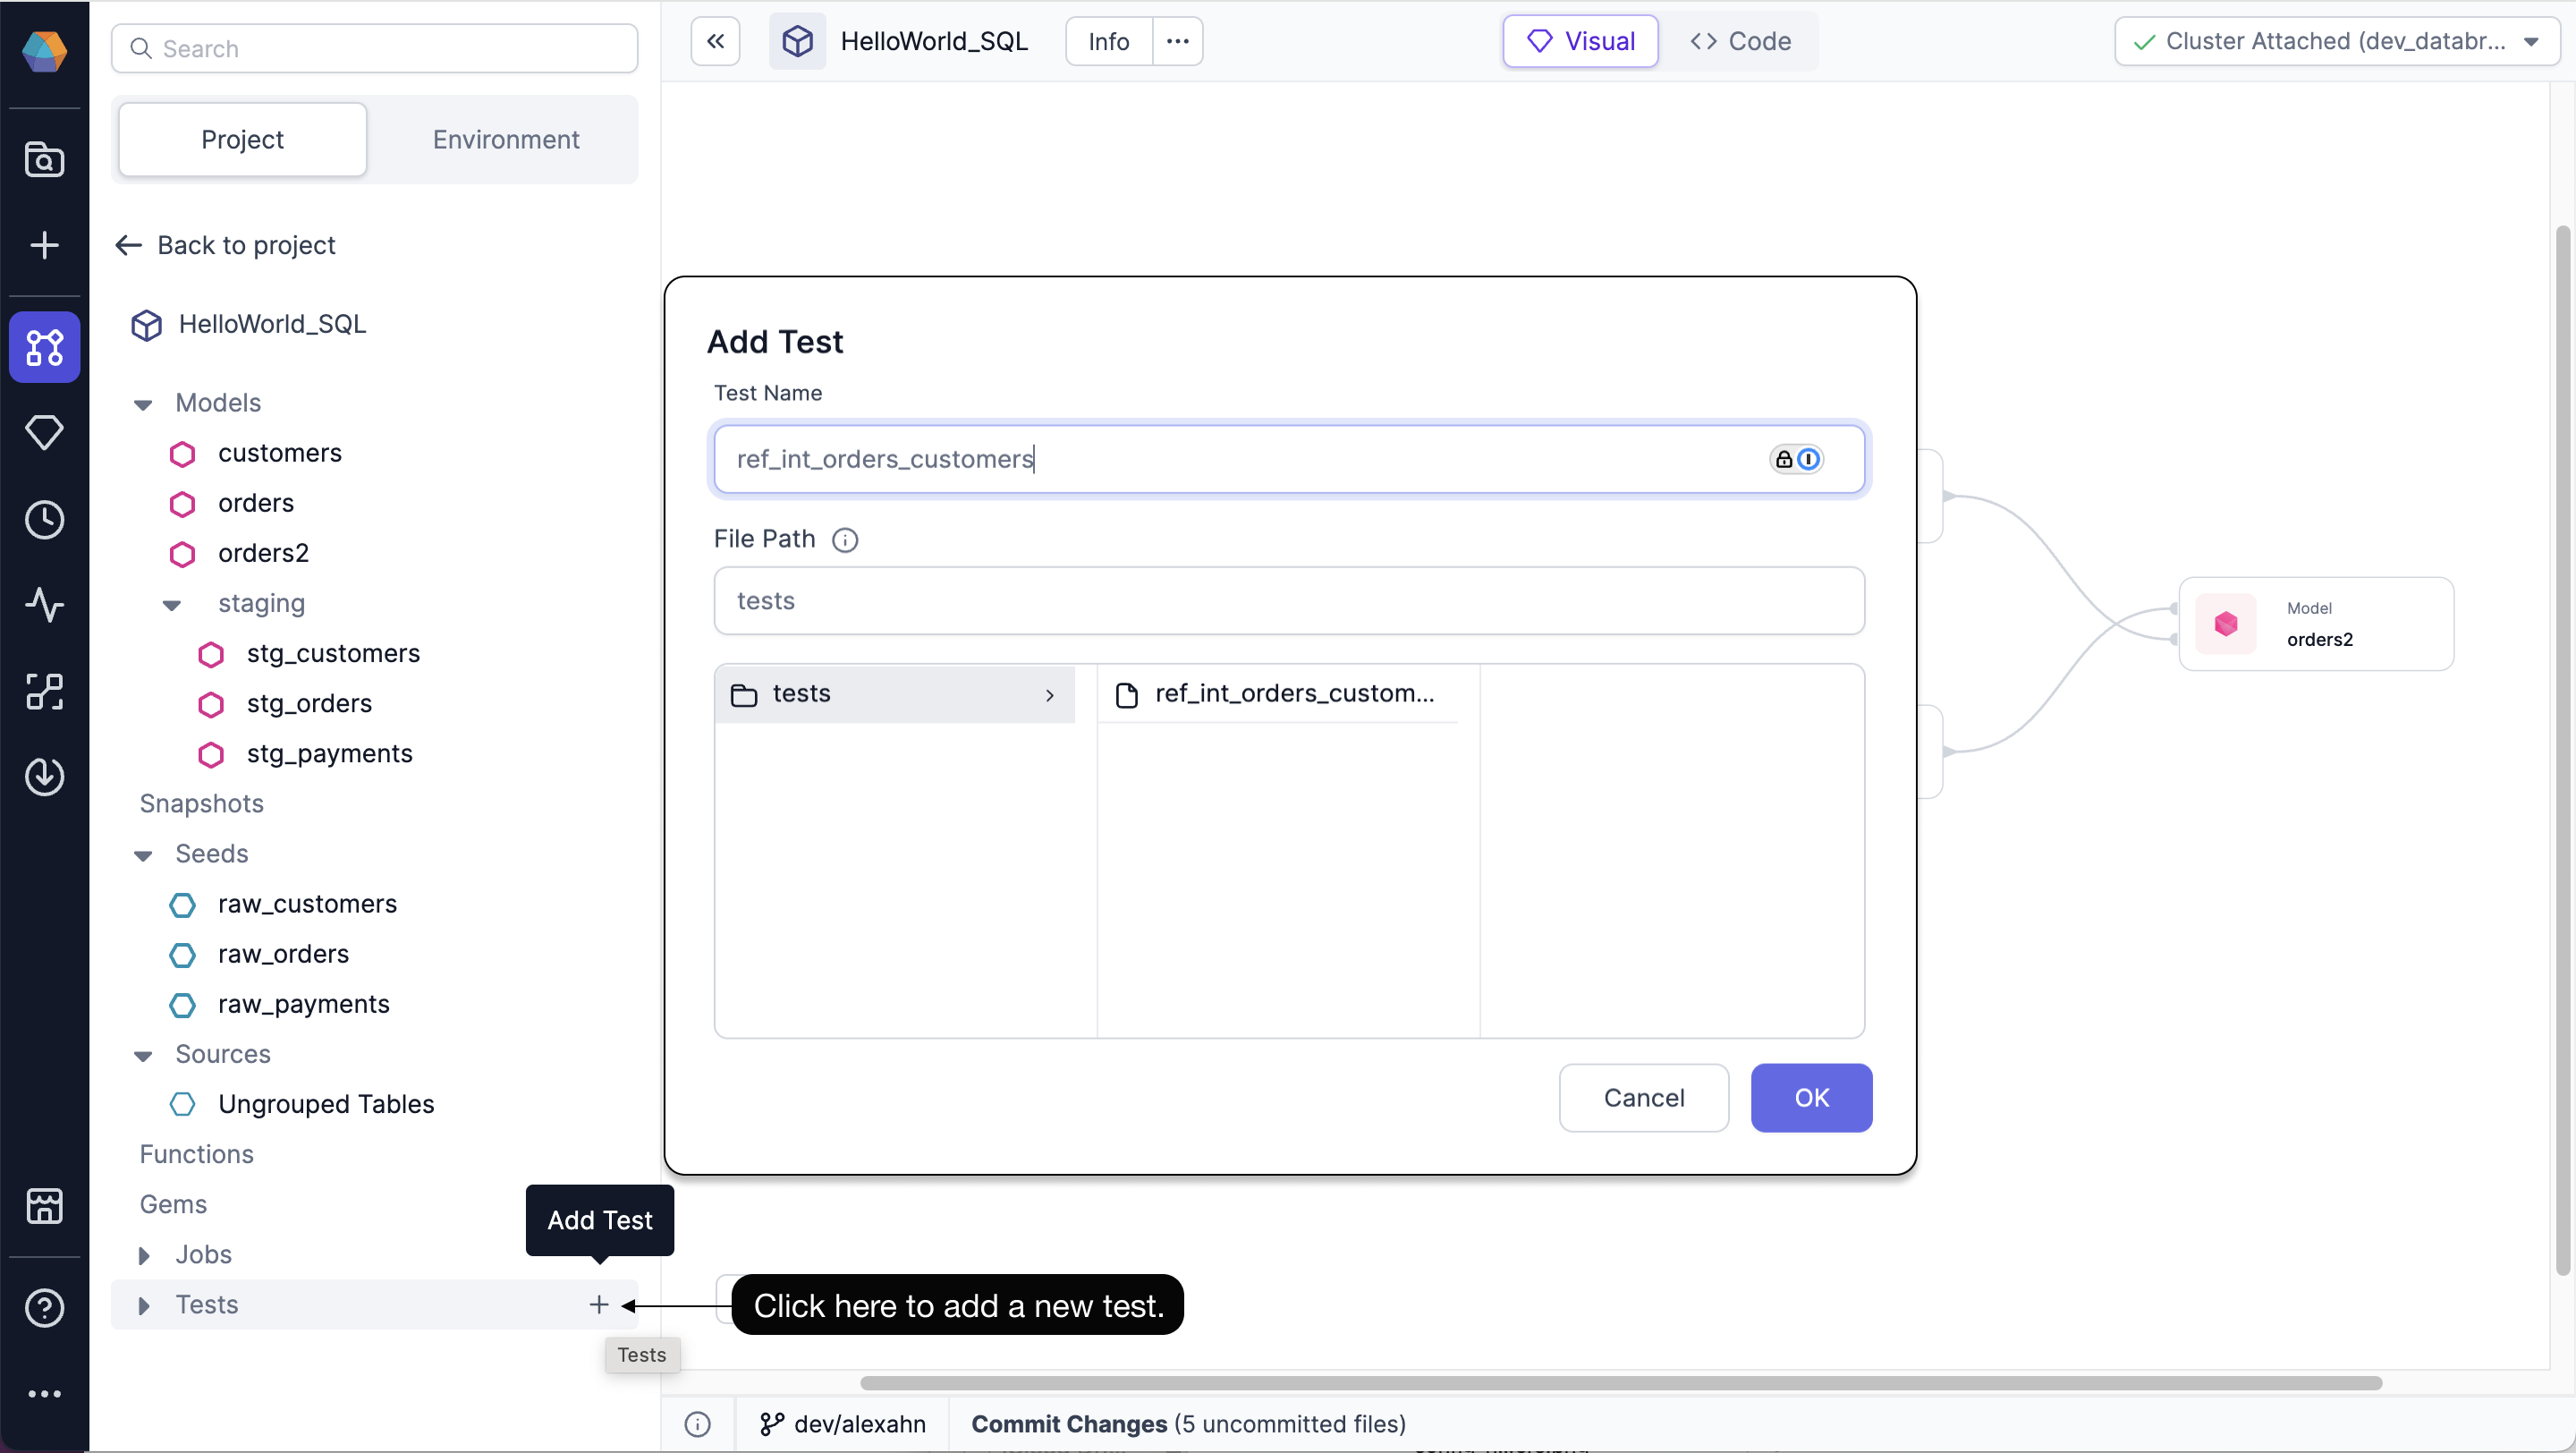 Search
HelloWorld_SQL
Info
Visual
Code
Cluster Attached (dev_databr...
Project
Environment
Back to project
HelloWorld_SQL
Models
customers
orders
orders2
staging
stg_customers
stg_orders
stg_payments
Snapshots
Seeds
raw_customers
raw_orders
raw_payments
Sources
Ungrouped Tables
Functions
Gems
Jobs
Tests
Add Test
Tests
Add Test
Test Name
ref_int_orders_customers
File Path
tests
tests
ref_int_orders_custom...
Cancel
OK
Model
orders2
Click here to add a new test.
dev/alexahn
Commit Changes (5 uncommitted files)